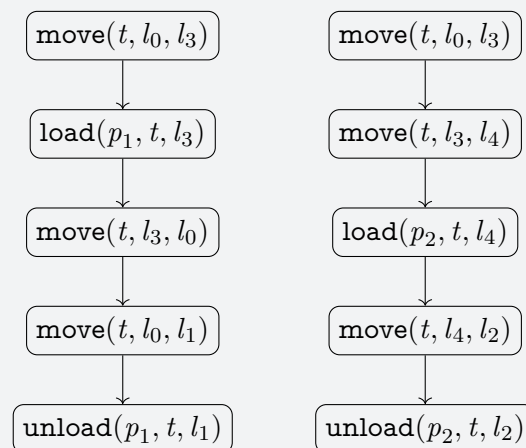 move(t, l₀, l₃)
load(p₁, t, l₃)
move(t, l₃, l₀)
move(t, l₀, l₁)
unload(p₁, t, l₁)
move(t, l₀, l₃)
move(t, l₃, l₄)
load(p₂, t, l₄)
move(t, l₄, l₂)
unload(p₂, t, l₂)